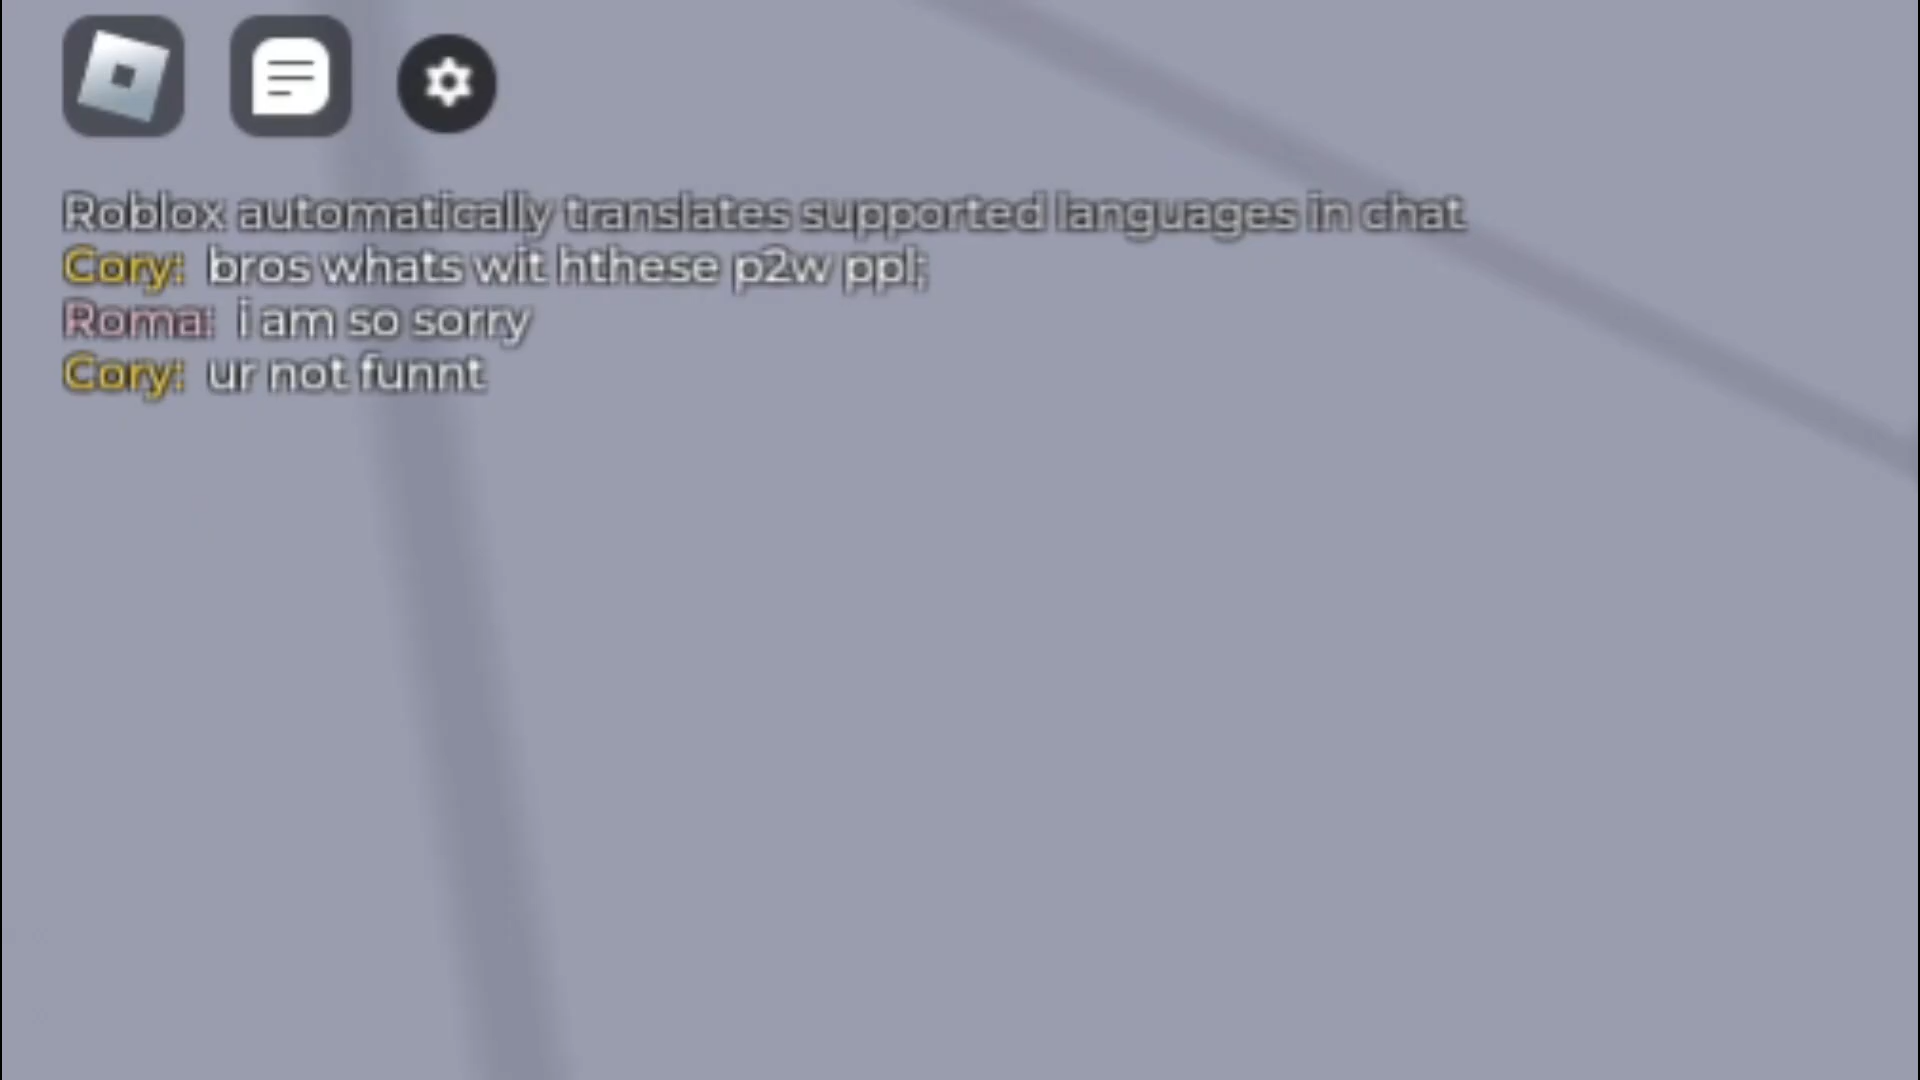 Roblox automatically translates supported languages in chat
Cory: bros whats wit hthese p2w ppl;
Roma: i am so sorry
Cory: ur not funnt